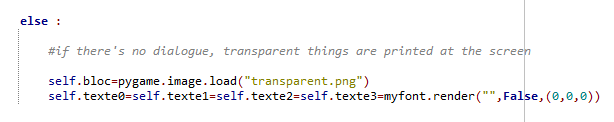 else :
#if there's no dialogue, transparent things are printed at the screen
self.bloc=pygame.image.load("transparent.png")
self.texte0=self.texte1=self.texte2=self.texte3=myfont.render("",False,(0,0,0))